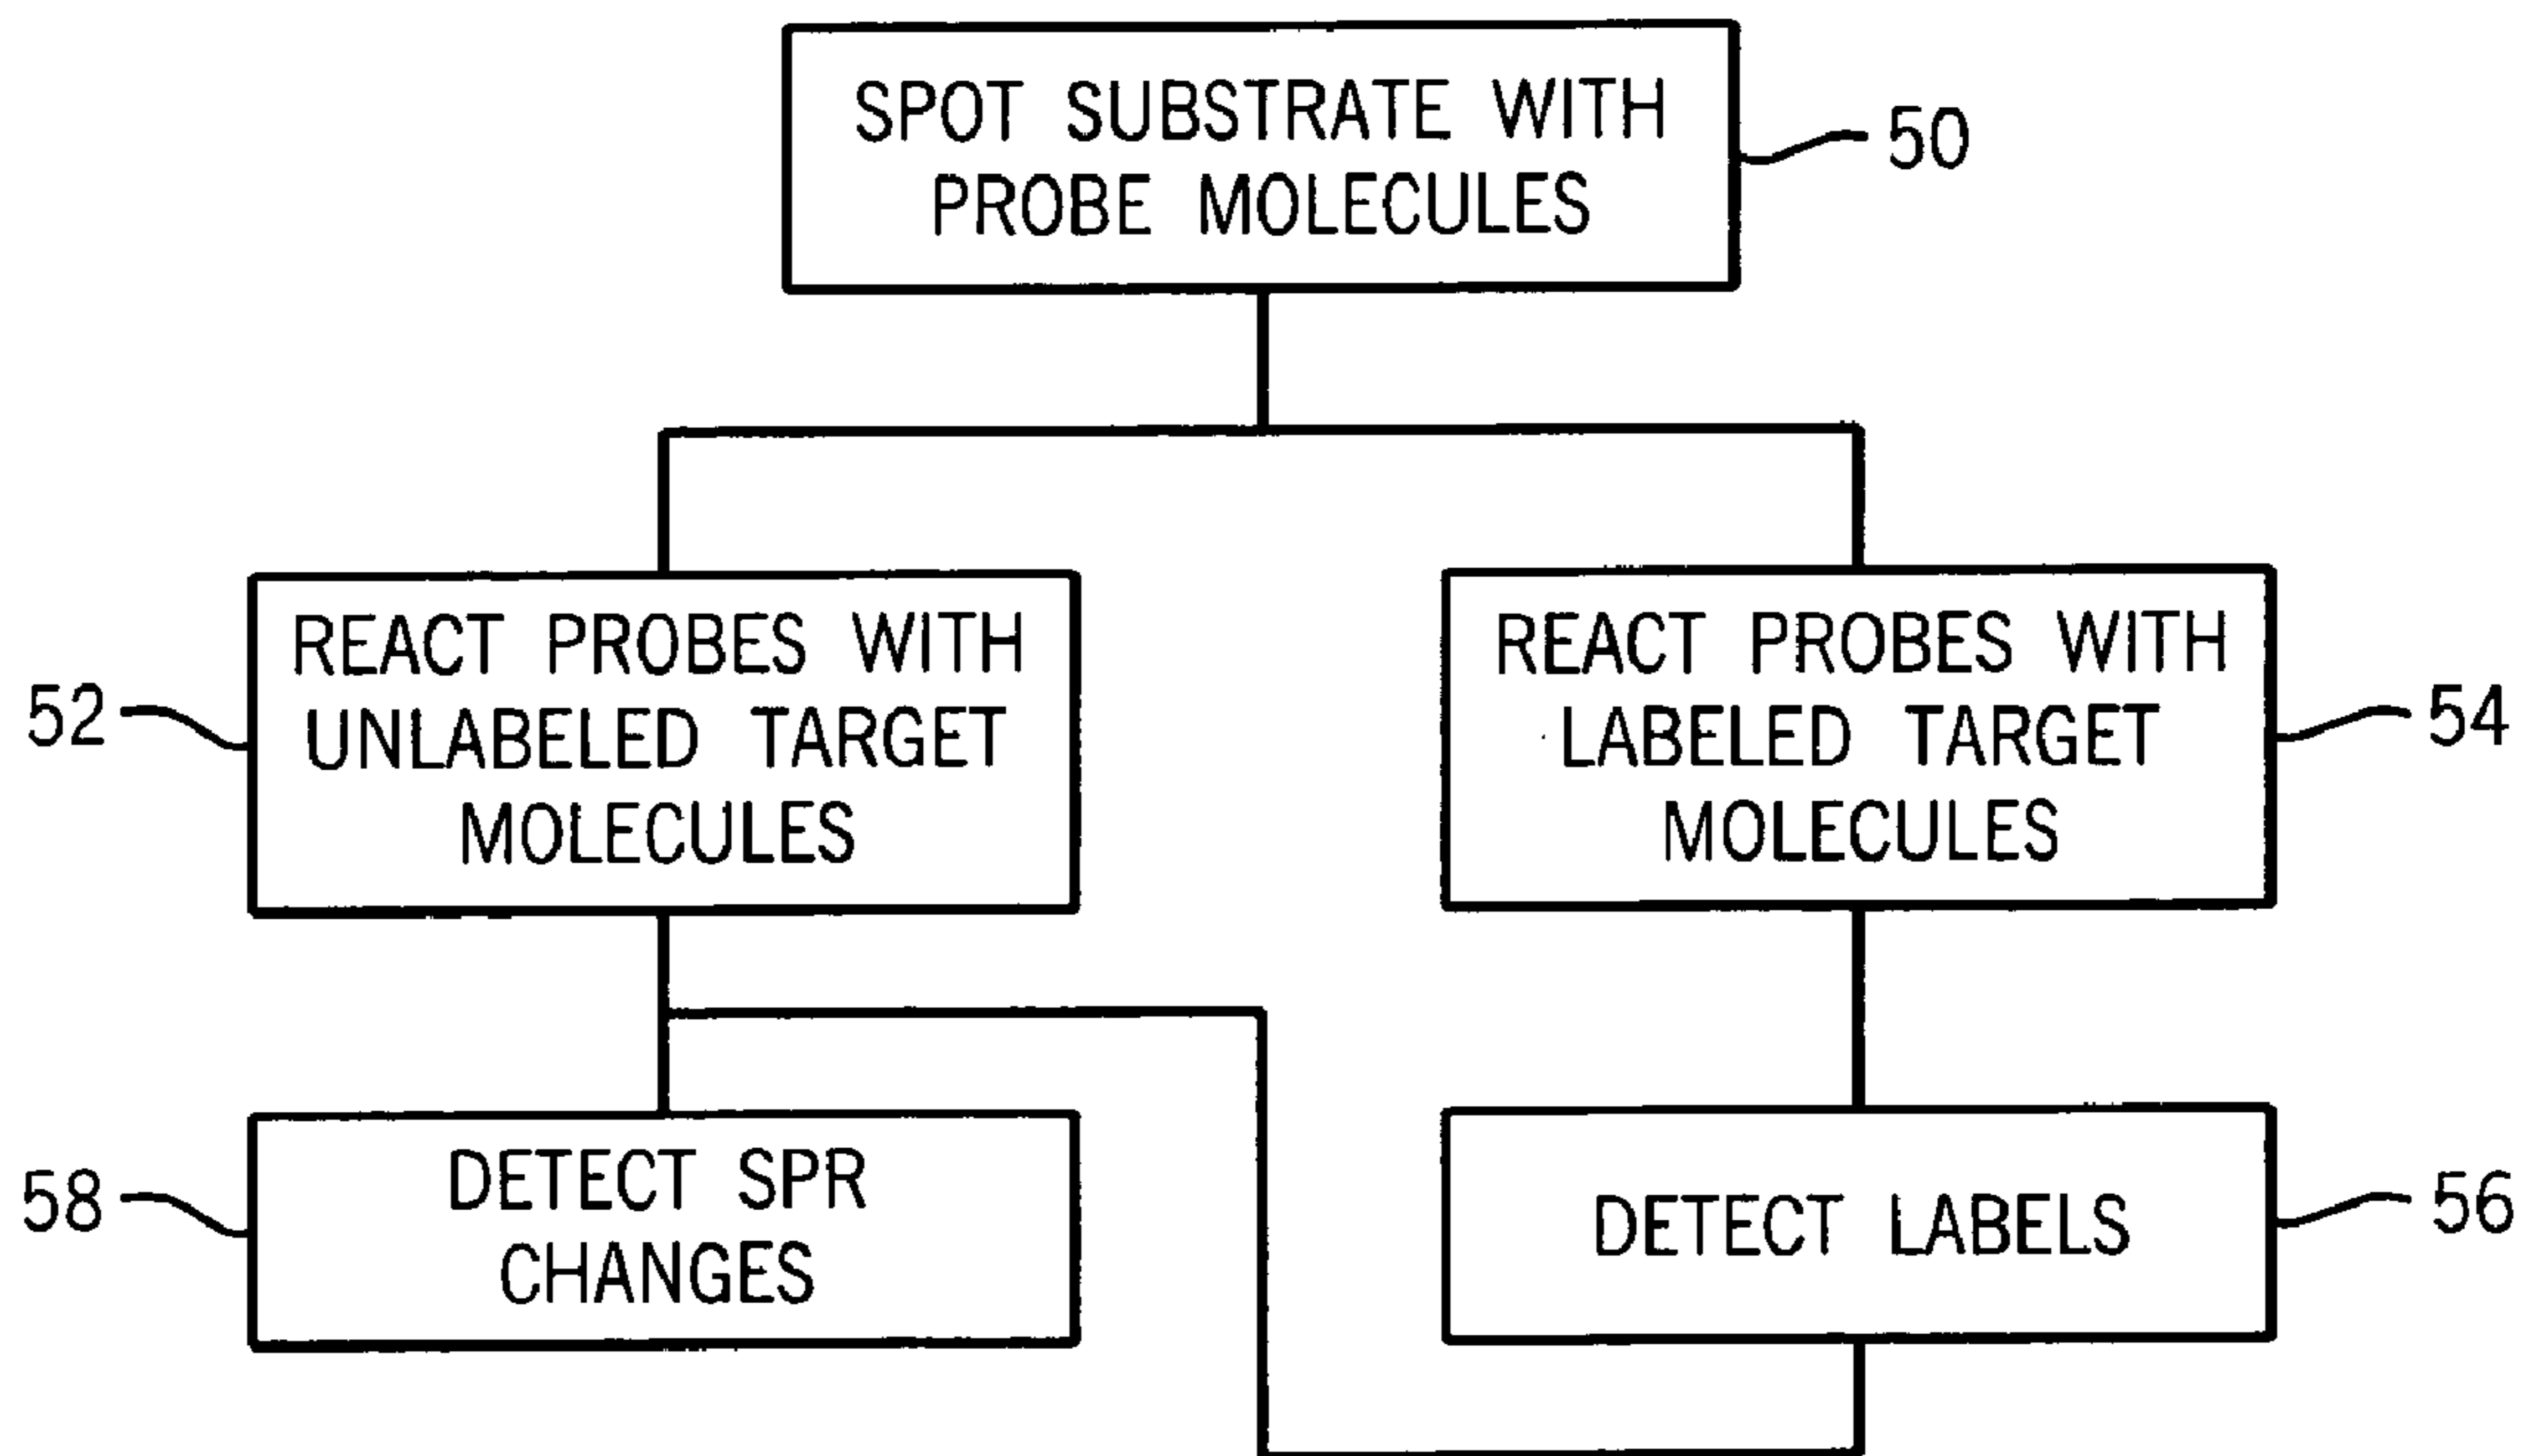 SPOT SUBSTRATE WITH
PROBE MOLECULES
50
REACT PROBES WITH
UNLABELED TARGET
MOLECULES
52
REACT PROBES WITH
LABELED TARGET
MOLECULES
54
DETECT SPR
CHANGES
58
DETECT LABELS
56